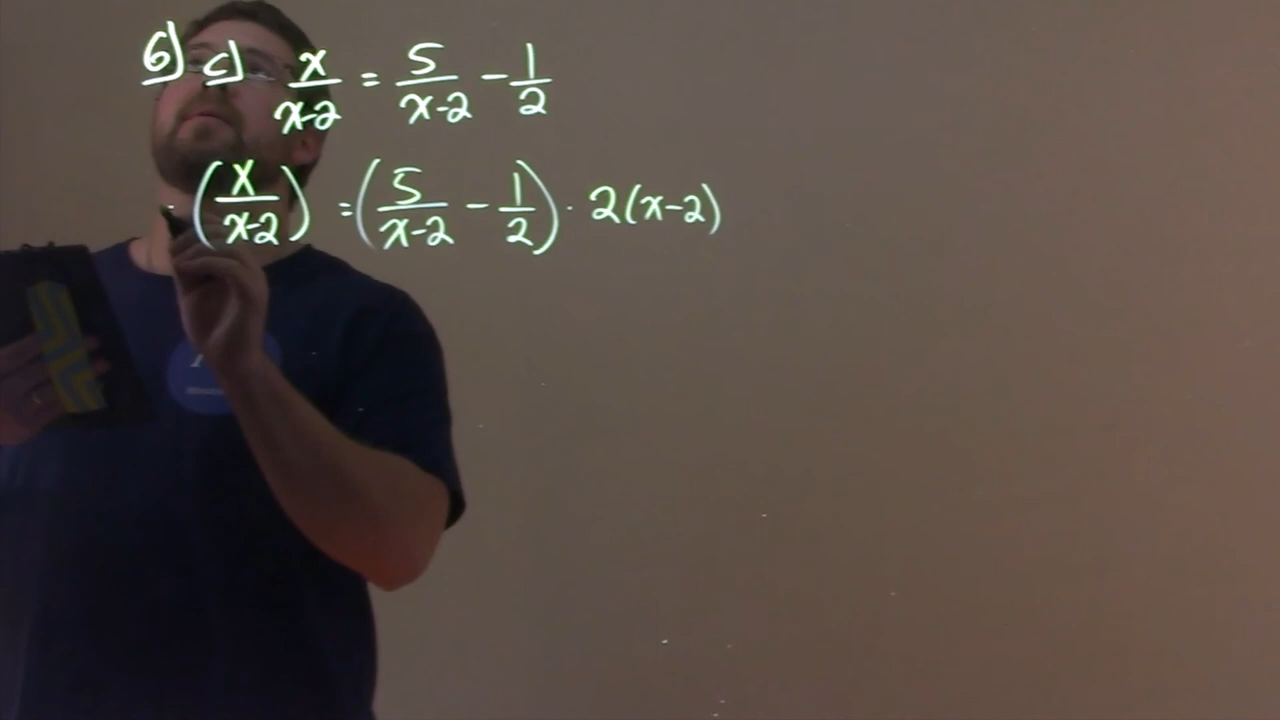 6) c) x/(x-2) = 5/(x-2) - 1/2
· (x/(x-2)) = (5/(x-2) - 1/2) · 2(x-2)